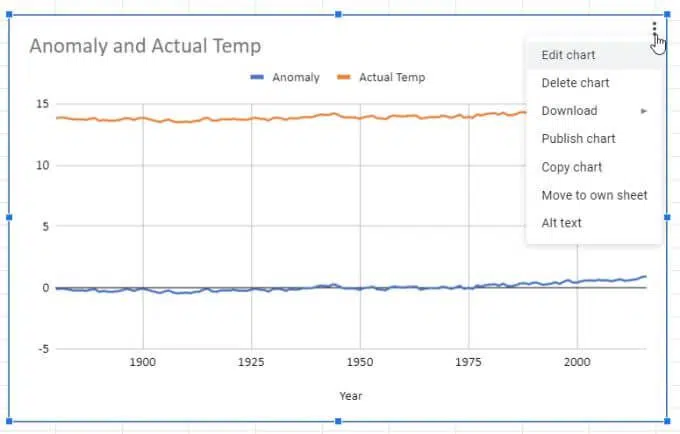 Anomaly and Actual Temp
Anomaly Actual Temp
Edit chart
Delete chart
Download
Publish chart
Copy chart
Move to own sheet
Alt text
15
10
5
0
-5
1900 1925 1950 1975 2000
Year